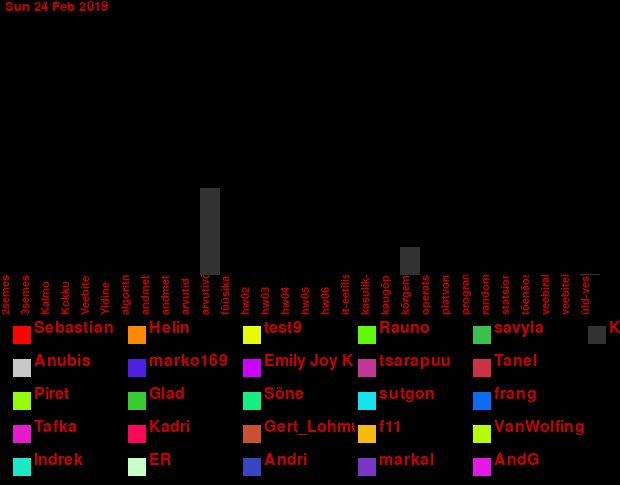 Sun 24 Feb 2019
2semes
3semes
Kalmo
Kokku
Veebite
Yldine
algoritn
andmet
andmet
arvutid
arvutivõ
füüsika
hw02
hw03
hw04
hw05
hw06
it-eetilis
kasulik-
kaugõp
kõrgem
operats
platvorr
progran
random
statsior
tõenäos
veebiral
veebitel
üld-ves
Sebastian Helin test9 Rauno savyla K
Anubis marko169 Emily Joy K tsarapuu Tanel
Piret Glad Sõne sutgon frang
Tafka Kadri Gert_Lohmu f11 VanWolfing
Indrek ER Andri markal AndG